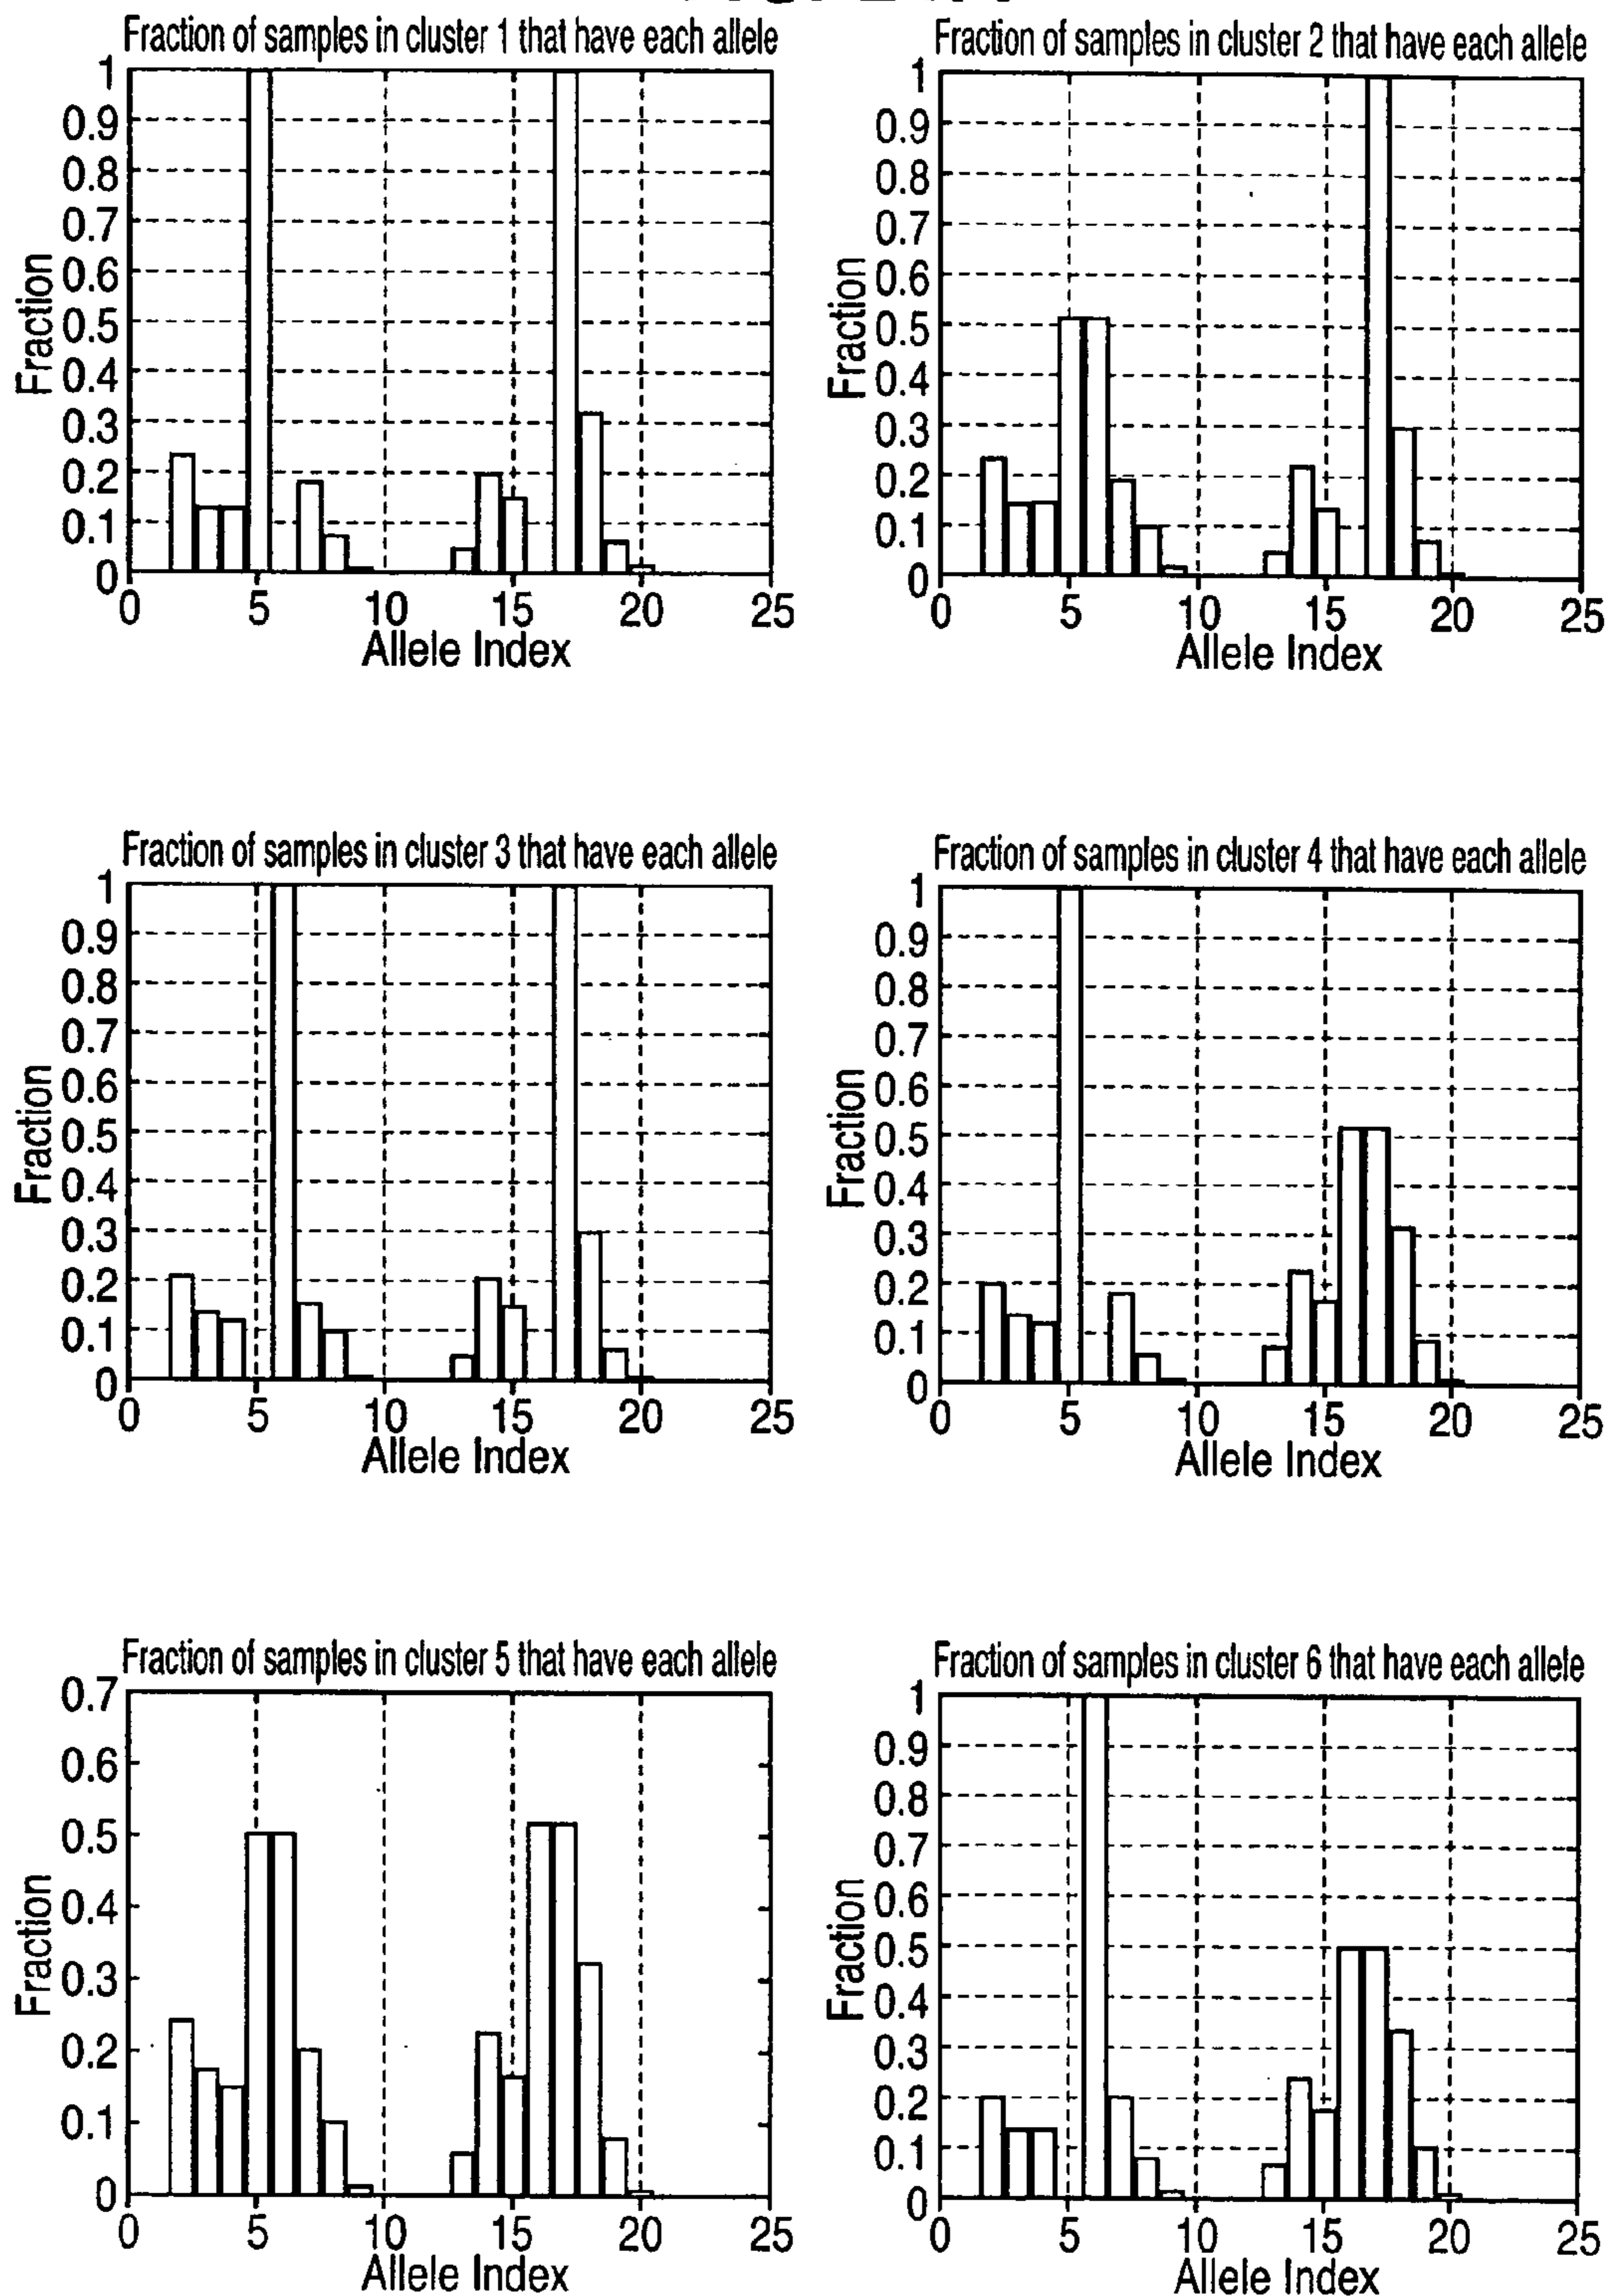 Fraction of samples in cluster 1 that have each allele
1
0.9
0.8
0.7
0.6
0.5
0.4
0.3
0.2
0.1
0
Fraction
0 5 10 15 20 25
Allele Index
Fraction of samples in cluster 2 that have each allele
1
0.9
0.8
0.7
0.6
0.5
0.4
0.3
0.2
0.1
0
Fraction
0 5 10 15 20 25
Allele Index
Fraction of samples in cluster 3 that have each allele
1
0.9
0.8
0.7
0.6
0.5
0.4
0.3
0.2
0.1
0
Fraction
0 5 10 15 20 25
Allele Index
Fraction of samples in cluster 4 that have each allele
1
0.9
0.8
0.7
0.6
0.5
0.4
0.3
0.2
0.1
0
Fraction
0 5 10 15 20 25
Allele Index
Fraction of samples in cluster 5 that have each allele
0.7
0.6
0.5
0.4
0.3
0.2
0.1
0
Fraction
0 5 10 15 20 25
Allele Index
Fraction of samples in cluster 6 that have each allele
1
0.9
0.8
0.7
0.6
0.5
0.4
0.3
0.2
0.1
0
Fraction
0 5 10 15 20 25
Allele Index